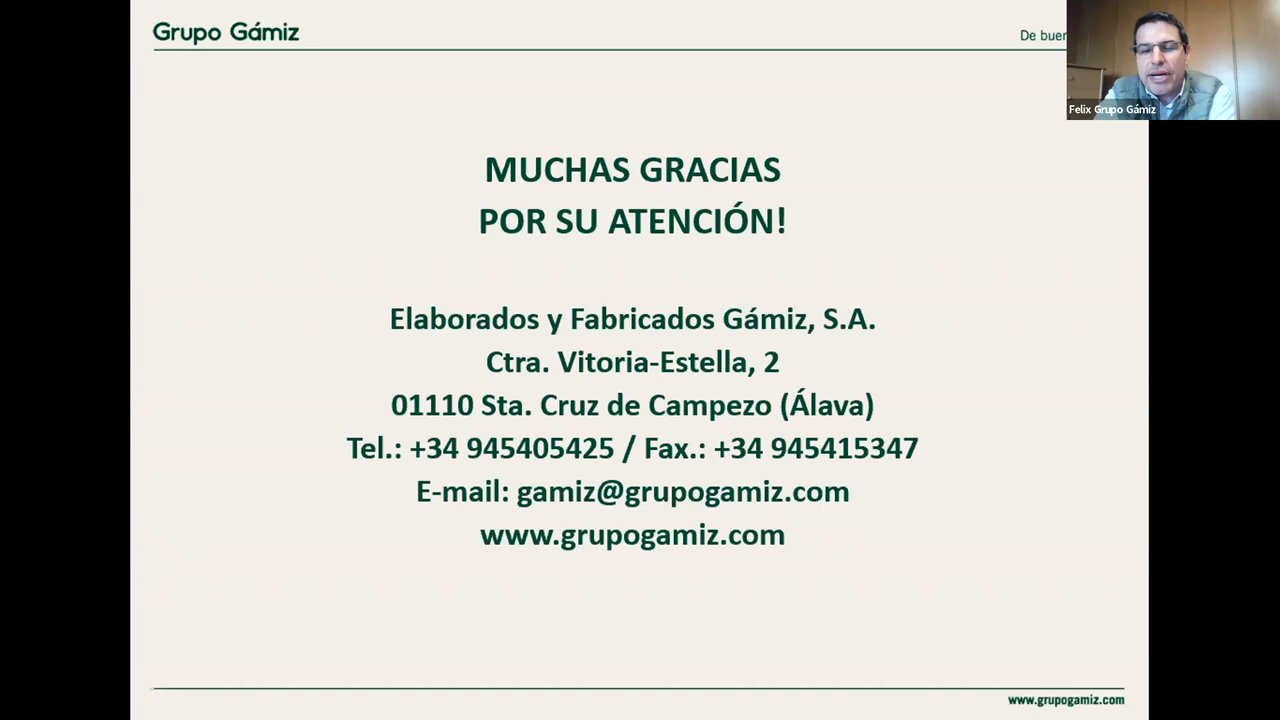 Grupo Gámiz
De
Felix Grupo Gámiz
MUCHAS GRACIAS
POR SU ATENCIÓN!
Elaborados y Fabricados Gámiz, S.A.
Ctra. Vitoria-Estella, 2
01110 Sta. Cruz de Campezo (Álava)
Tel.: +34 945405425 / Fax.: +34 945415347
E-mail: gamiz@grupogamiz.com
www.grupogamiz.com
www.grupogamiz.com